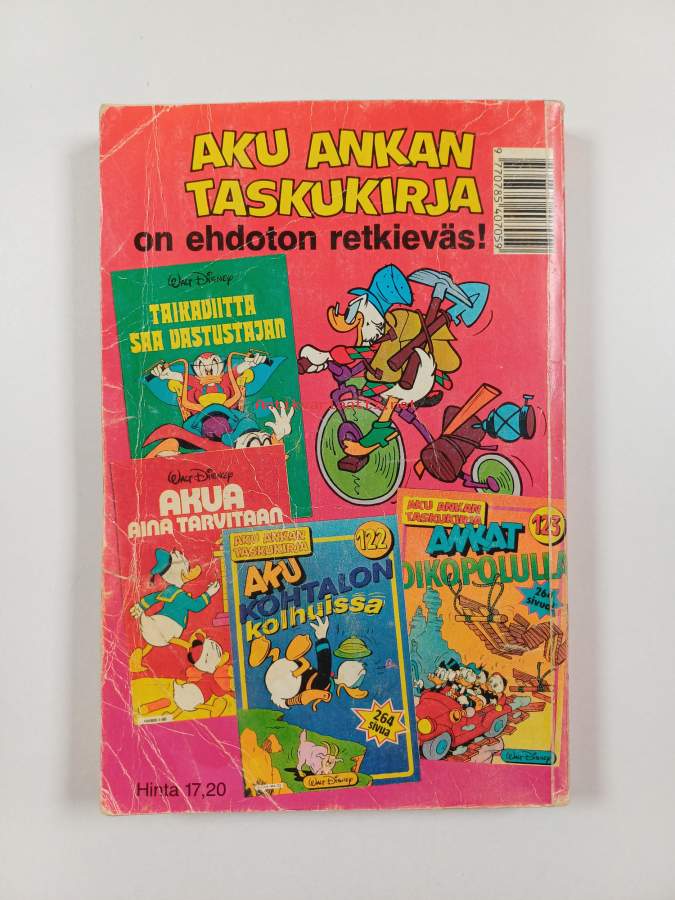 AKU ANKAN
TASKUKIRJA
on ehdoton retkieväs!
9 770785 407059
WALT DISNEY
TAIKAVIITTA
SAA VASTUSTAJAN
WALT DISNEY
AKUA
AINA TARVITAAN
AKU ANKAN
TASKUKIRJA
122
AKU
KOHTALON
kolhuissa
264
sivua
WALT DISNEY
AKU ANKAN
TASKUKIRJA
123
ANKAT
OIKOPOLULLA
264
sivua
WALT DISNEY
Hinta 17,20